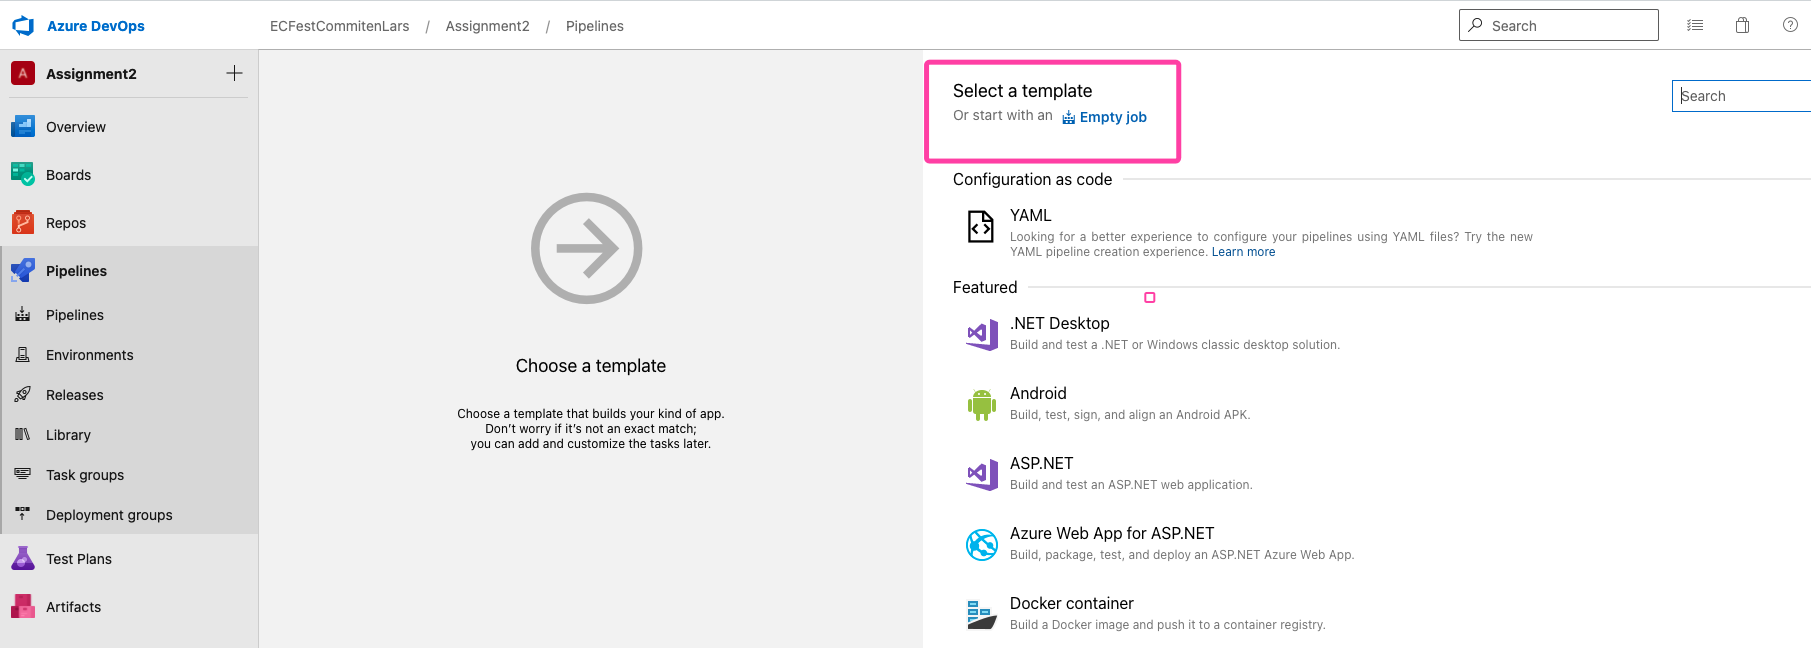 Azure DevOps
ECFestCommitenLars / Assignment2 / Pipelines
Search
A Assignment2
Overview
Boards
Repos
Pipelines
Pipelines
Environments
Releases
Library
Task groups
Deployment groups
Test Plans
Artifacts
Choose a template
Choose a template that builds your kind of app.
Don't worry if it's not an exact match;
you can add and customize the tasks later.
Select a template
Or start with an Empty job
Search
Configuration as code
YAML
Looking for a better experience to configure your pipelines using YAML files? Try the new
YAML pipeline creation experience. Learn more
Featured
.NET Desktop
Build and test a .NET or Windows classic desktop solution.
Android
Build, test, sign, and align an Android APK.
ASP.NET
Build and test an ASP.NET web application.
Azure Web App for ASP.NET
Build, package, test, and deploy an ASP.NET Azure Web App.
Docker container
Build a Docker image and push it to a container registry.